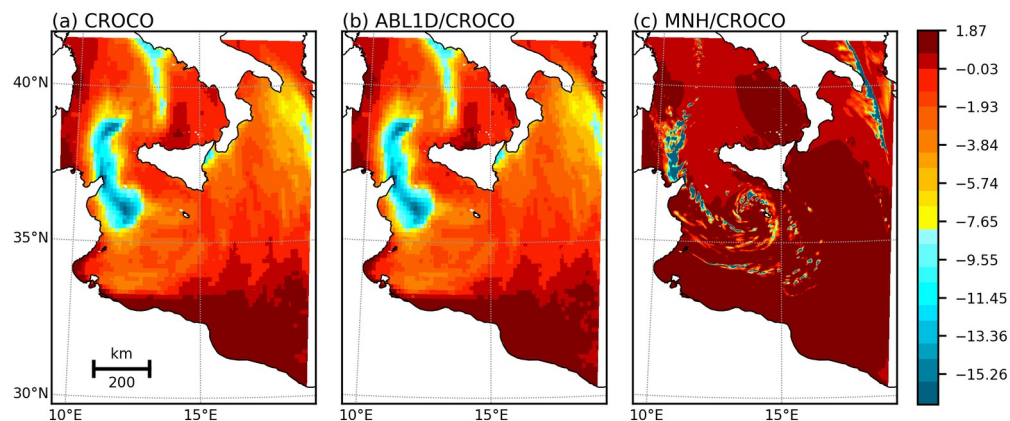 (a) CROCO
(b) ABL1D/CROCO
(c) MNH/CROCO
40°N
35°N
30°N
km
200
10°E
15°E
10°E
15°E
10°E
15°E
1.87
−0.03
−1.93
−3.84
−5.74
−7.65
−9.55
−11.45
−13.36
−15.26